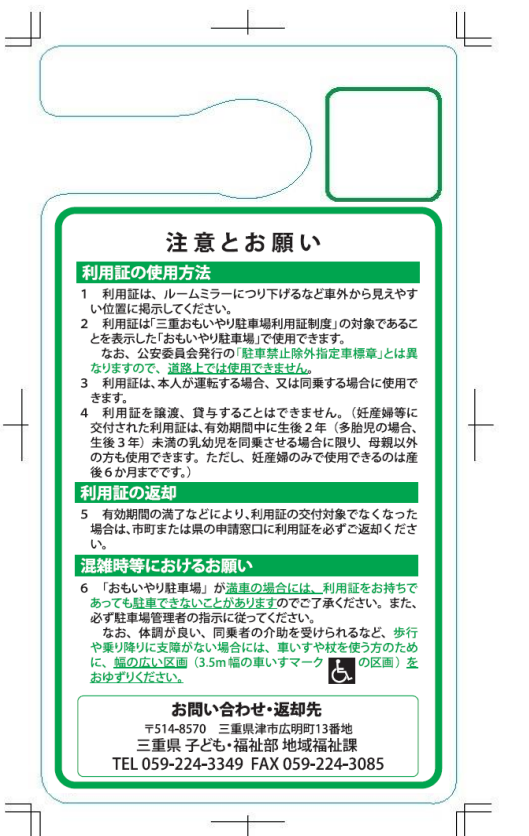 注意とお願い
利用証の使用方法
1　利用証は、ルームミラーにつり下げるなど車外から見えやす
い位置に掲示してください。
2　利用証は「三重おもいやり駐車場利用証制度」の対象であるこ
とを表示した「おもいやり駐車場」で使用できます。
なお、公安委員会発行の「駐車禁止除外指定車標章」とは異
なりますので、道路上では使用できません。
3　利用証は、本人が運転する場合、又は同乗する場合に使用で
きます。
4　利用証を譲渡、貸与することはできません。（妊産婦等に
交付された利用証は、有効期間中に生後２年（多胎児の場合、
生後３年）未満の乳幼児を同乗させる場合に限り、母親以外
の方も使用できます。ただし、妊産婦のみで使用できるのは産
後６か月までです。）
利用証の返却
5　有効期間の満了などにより、利用証の交付対象でなくなった
場合は、市町または県の申請窓口に利用証を必ずご返却くださ
い。
混雑時等におけるお願い
6　「おもいやり駐車場」が満車の場合には、利用証をお持ちで
あっても駐車できないことがありますのでご了承ください。また、
必ず駐車場管理者の指示に従ってください。
なお、体調が良い、同乗者の介助を受けられるなど、歩行
や乗り降りに支障がない場合には、車いすや杖を使う方のため
に、幅の広い区画（3.5m幅の車いすマーク の区画）を
おゆずりください。
お問い合わせ・返却先
〒514-8570　三重県津市広明町13番地
三重県 子ども・福祉部 地域福祉課
TEL 059-224-3349 FAX 059-224-3085